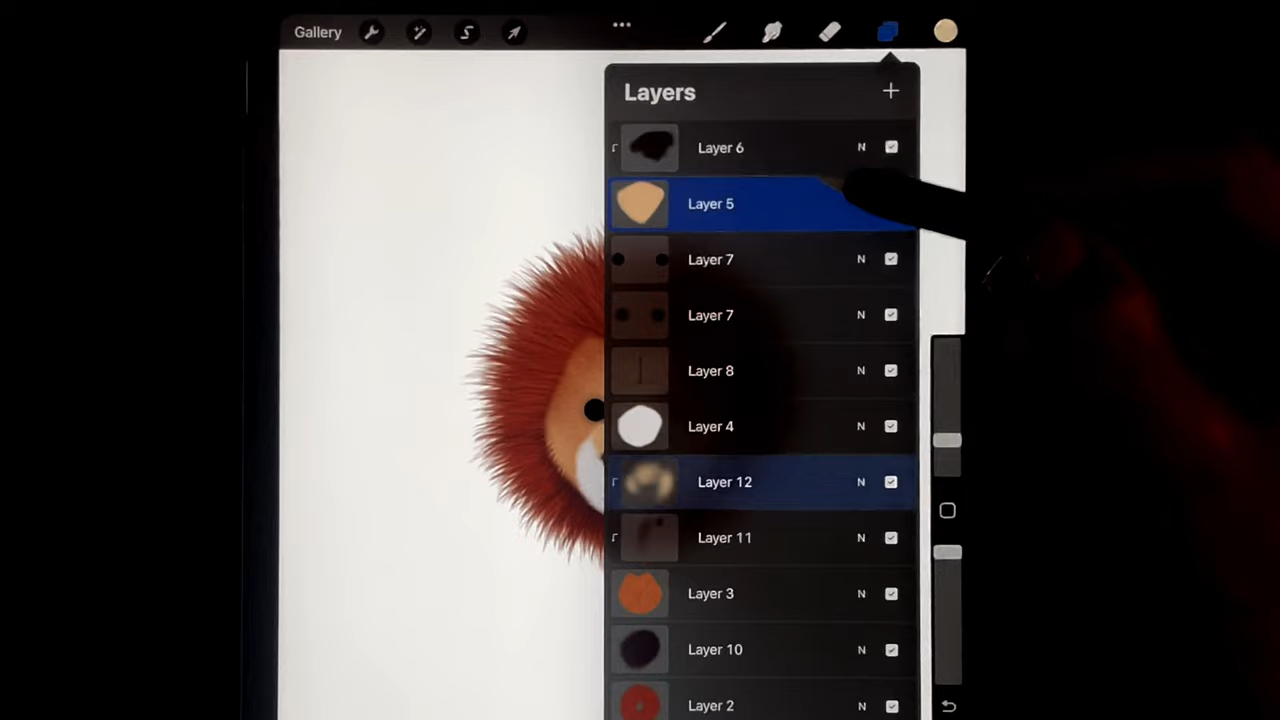 Gallery
Layers
Layer 6 N
Layer 5
Layer 7 N
Layer 7 N
Layer 8 N
Layer 4 N
Layer 12 N
Layer 11 N
Layer 3 N
Layer 10 N
Layer 2 N